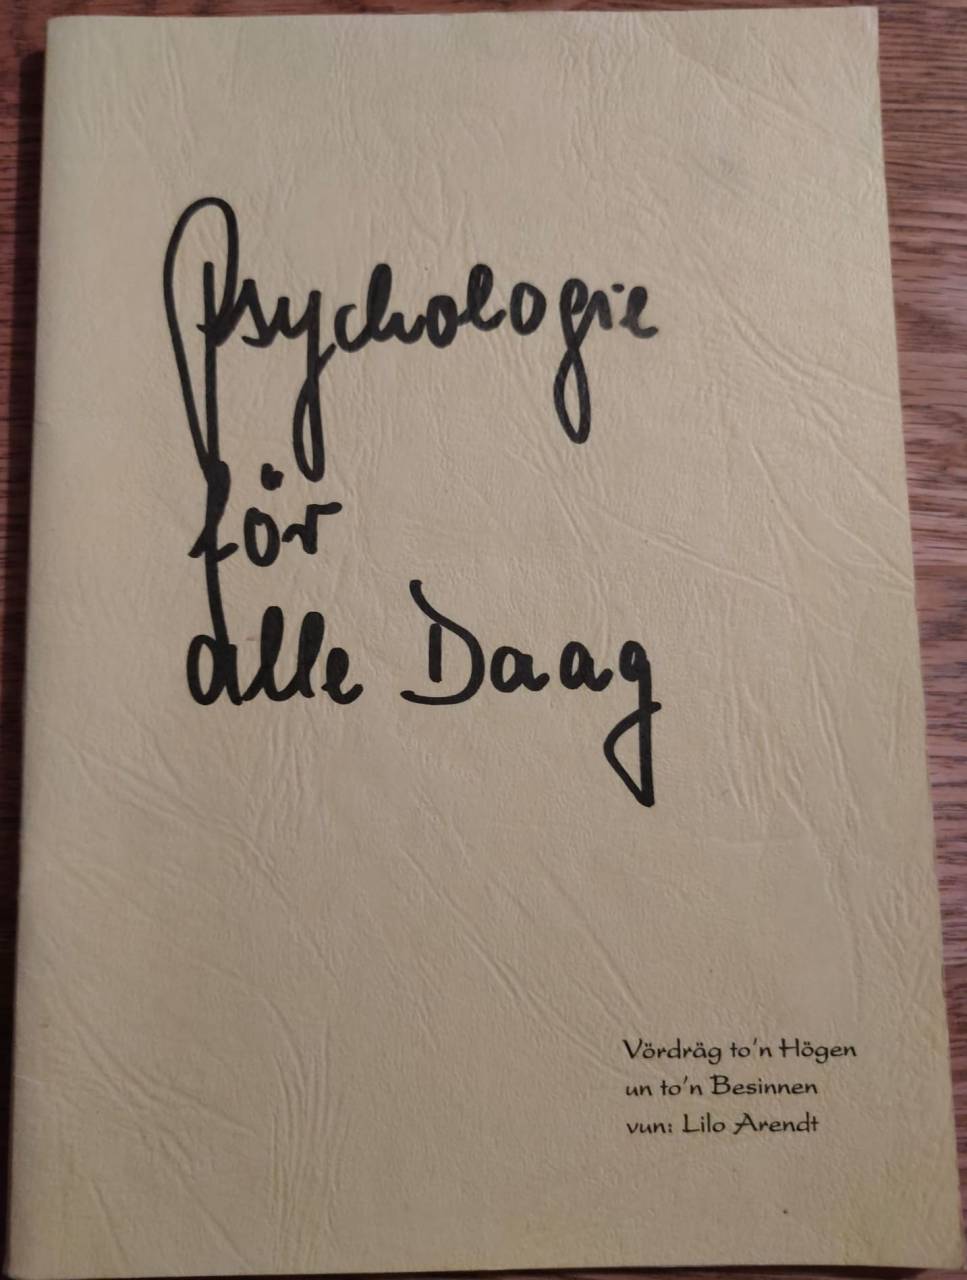 Psychologie
för
alle Daag
Vördräg to'n Högen
un to'n Besinnen
vun: Lilo Arendt